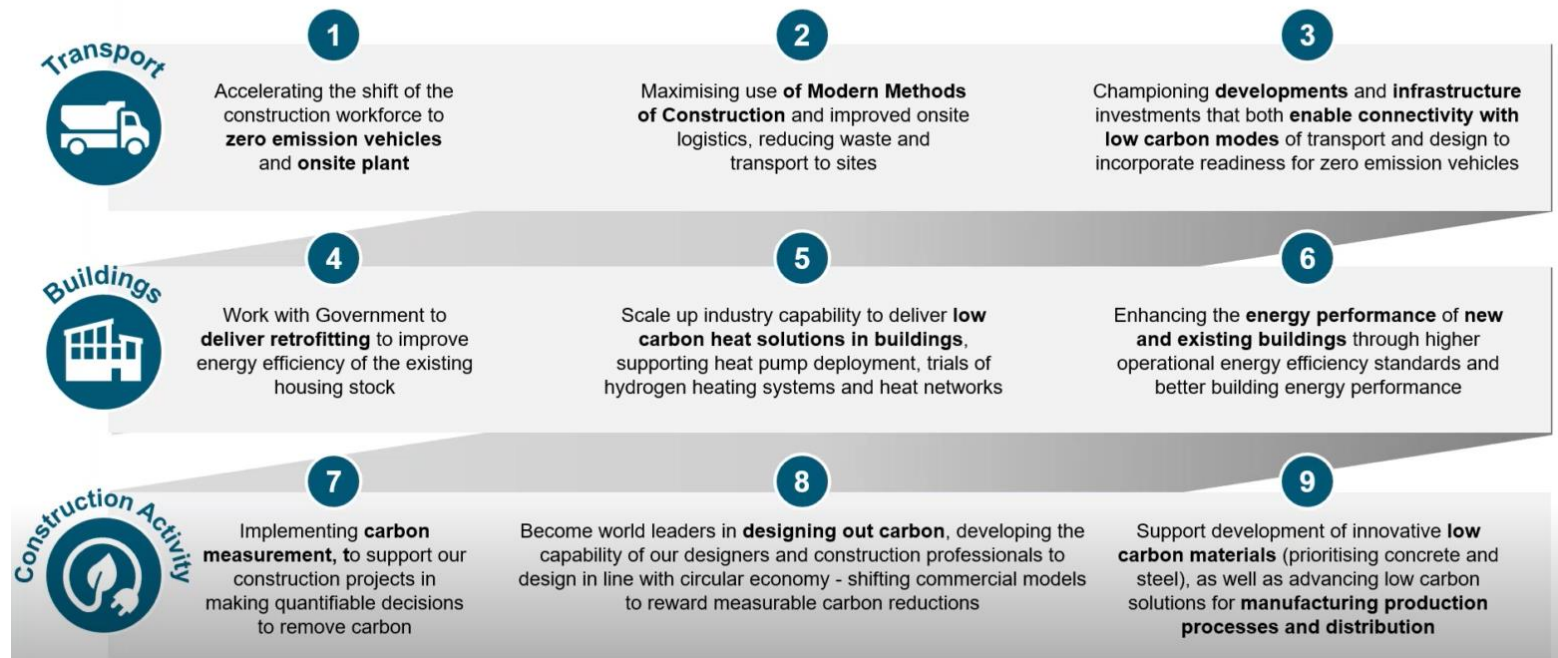 Transport
1
Accelerating the shift of the
construction workforce to
zero emission vehicles
and onsite plant
2
Maximising use of Modern Methods
of Construction and improved onsite
logistics, reducing waste and
transport to sites
3
Championing developments and infrastructure
investments that both enable connectivity with
low carbon modes of transport and design to
incorporate readiness for zero emission vehicles
Buildings
4
Work with Government to
deliver retrofitting to improve
energy efficiency of the existing
housing stock
5
Scale up industry capability to deliver low
carbon heat solutions in buildings,
supporting heat pump deployment, trials of
hydrogen heating systems and heat networks
6
Enhancing the energy performance of new
and existing buildings through higher
operational energy efficiency standards and
better building energy performance
Construction Activity
7
Implementing carbon
measurement, to support our
construction projects in
making quantifiable decisions
to remove carbon
8
Become world leaders in designing out carbon, developing the
capability of our designers and construction professionals to
design in line with circular economy - shifting commercial models
to reward measurable carbon reductions
9
Support development of innovative low
carbon materials (prioritising concrete and
steel), as well as advancing low carbon
solutions for manufacturing production
processes and distribution